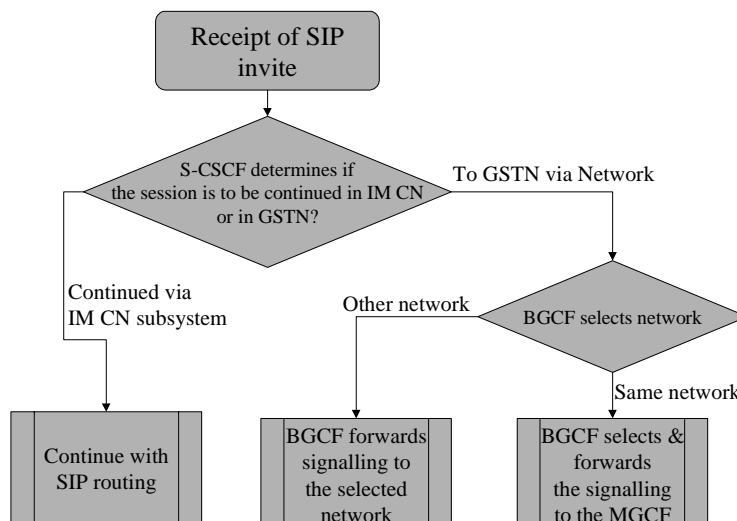 Receipt of SIP
invite
S-CSCF determines if
the session is to be continued in IM CN
or in GSTN?
To GSTN via Network
Continued via
IM CN subsystem
Other network
BGCF selects network
Same network
Continue with
SIP routing
BGCF forwards
signalling to
the selected
network
BGCF selects &
forwards
the signalling
to the MGCF